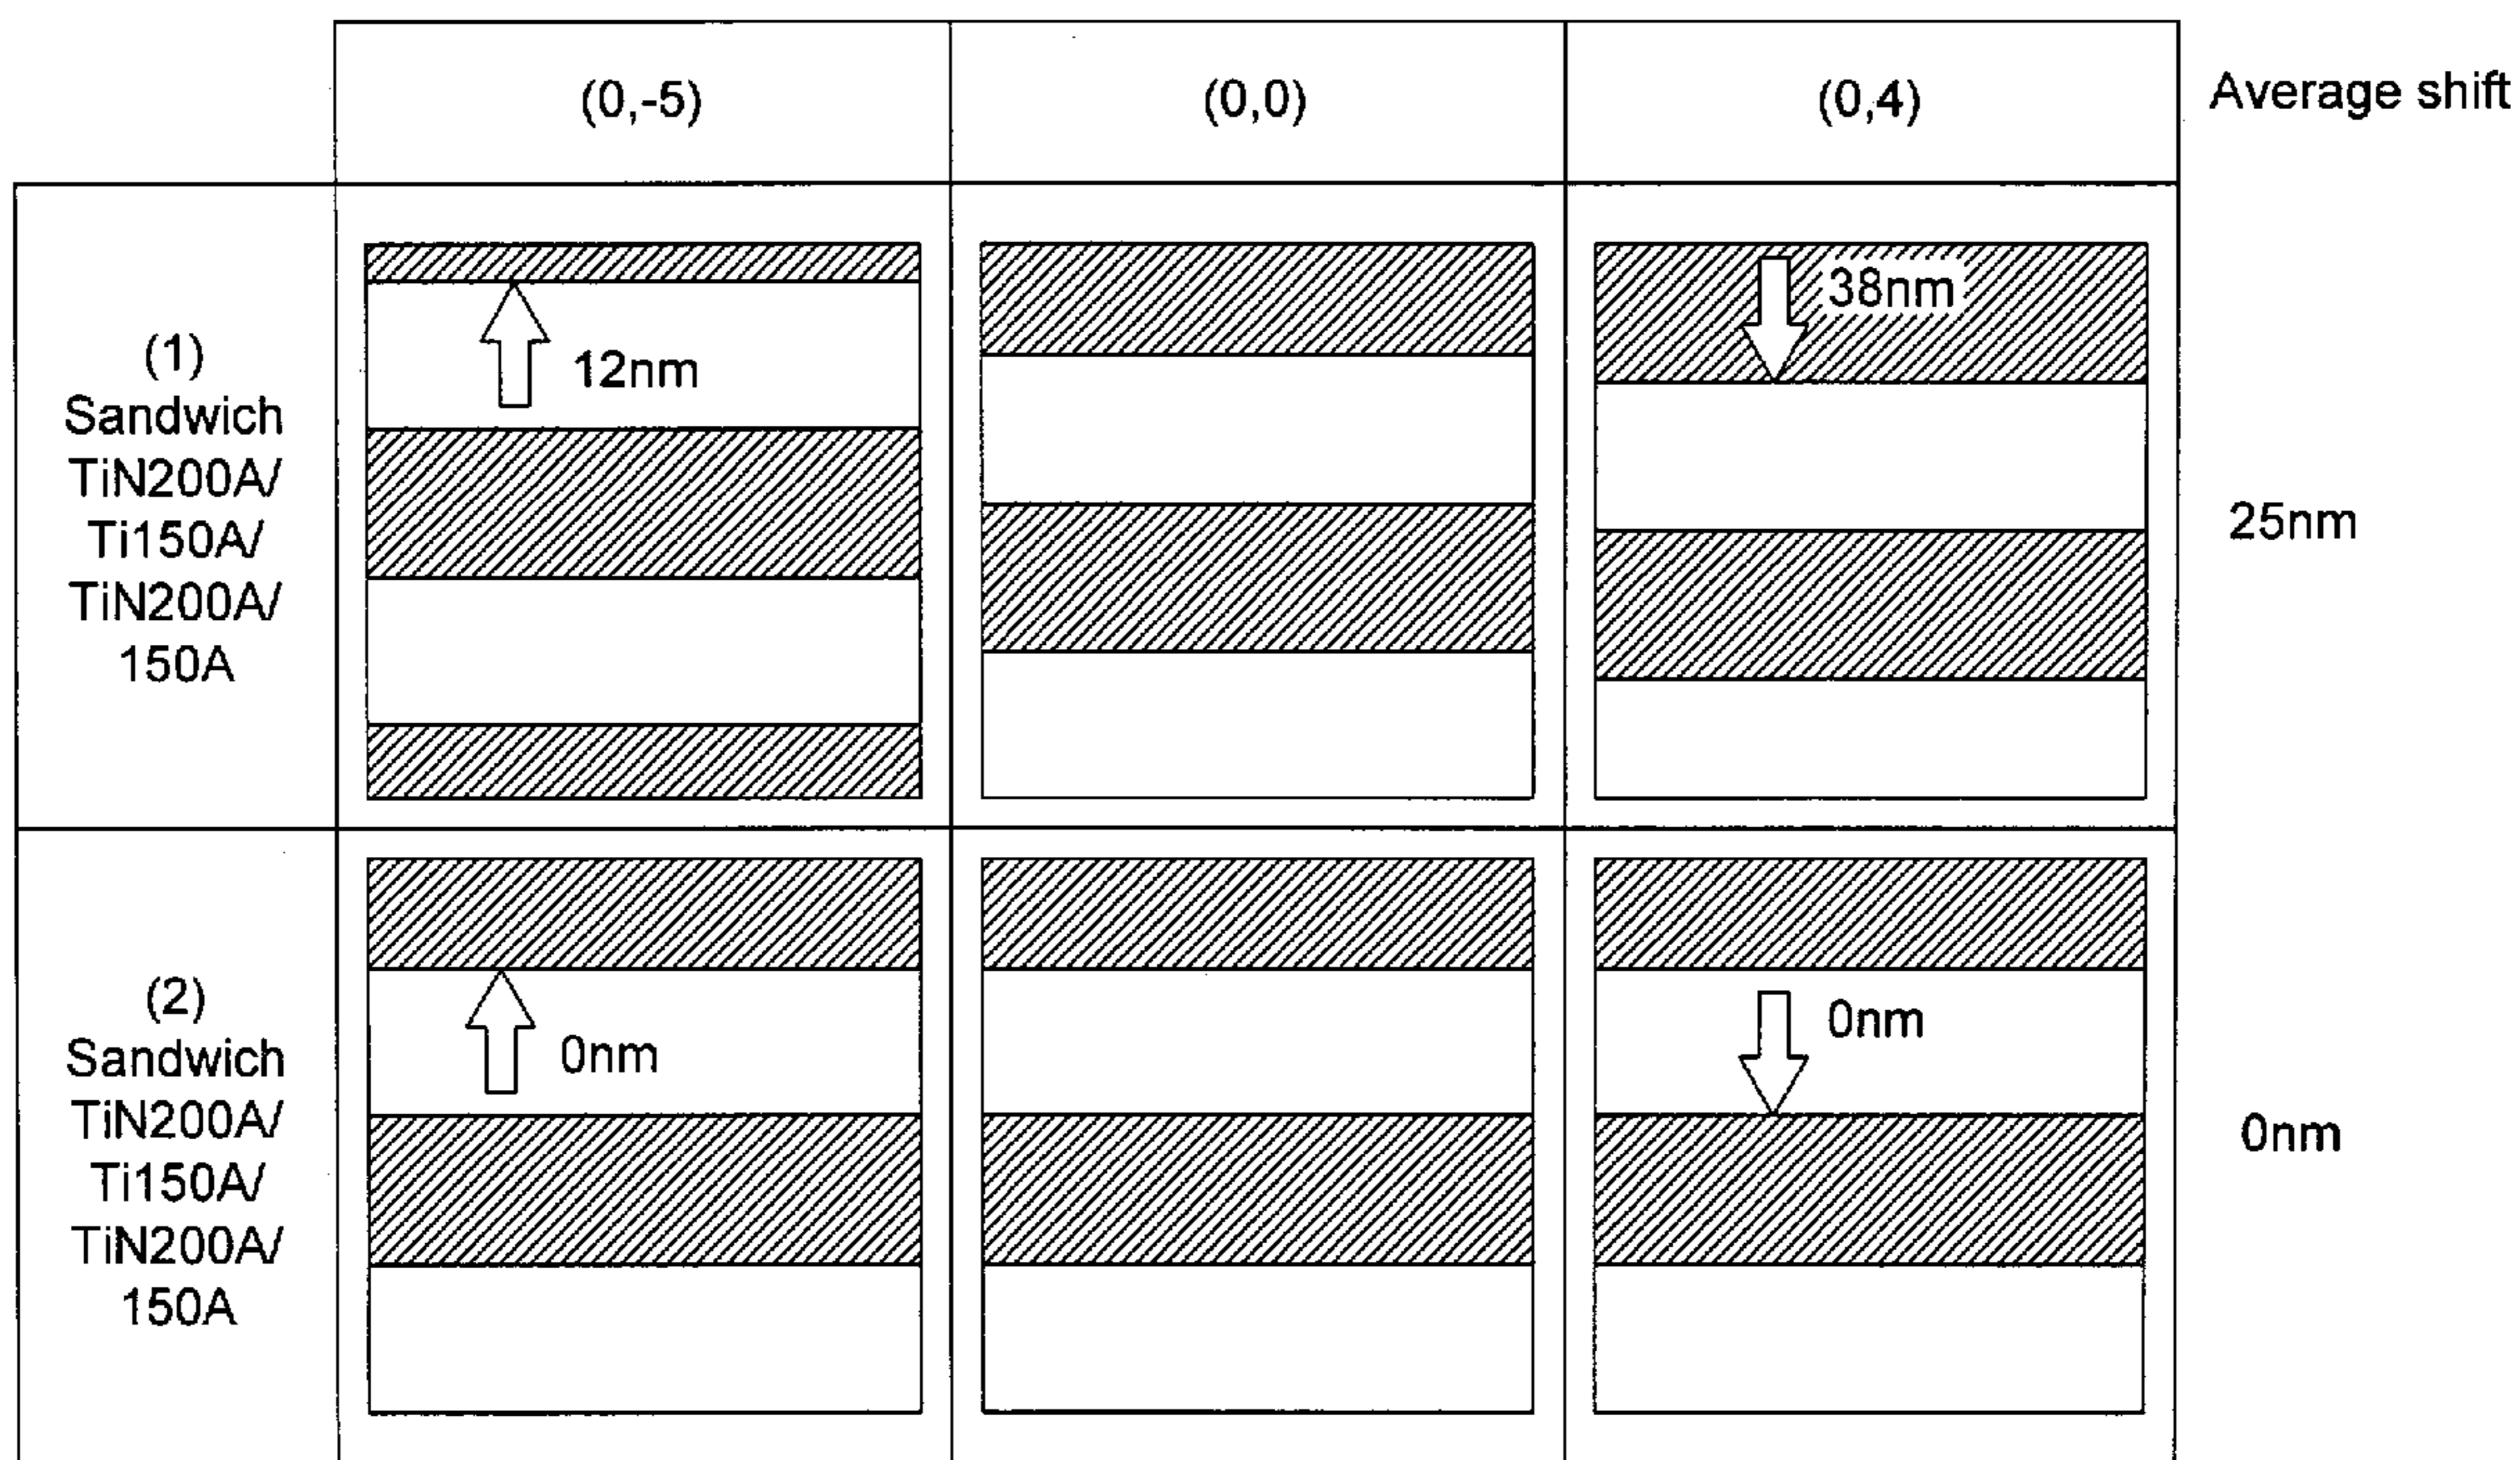 (0,-5)
(0,0)
(0,4)
Average shift
(1)
Sandwich
TiN200A/
Ti150A/
TiN200A/
150A
12nm
38nm
25nm
(2)
Sandwich
TiN200A/
Ti150A/
TiN200A/
150A
0nm
0nm
0nm